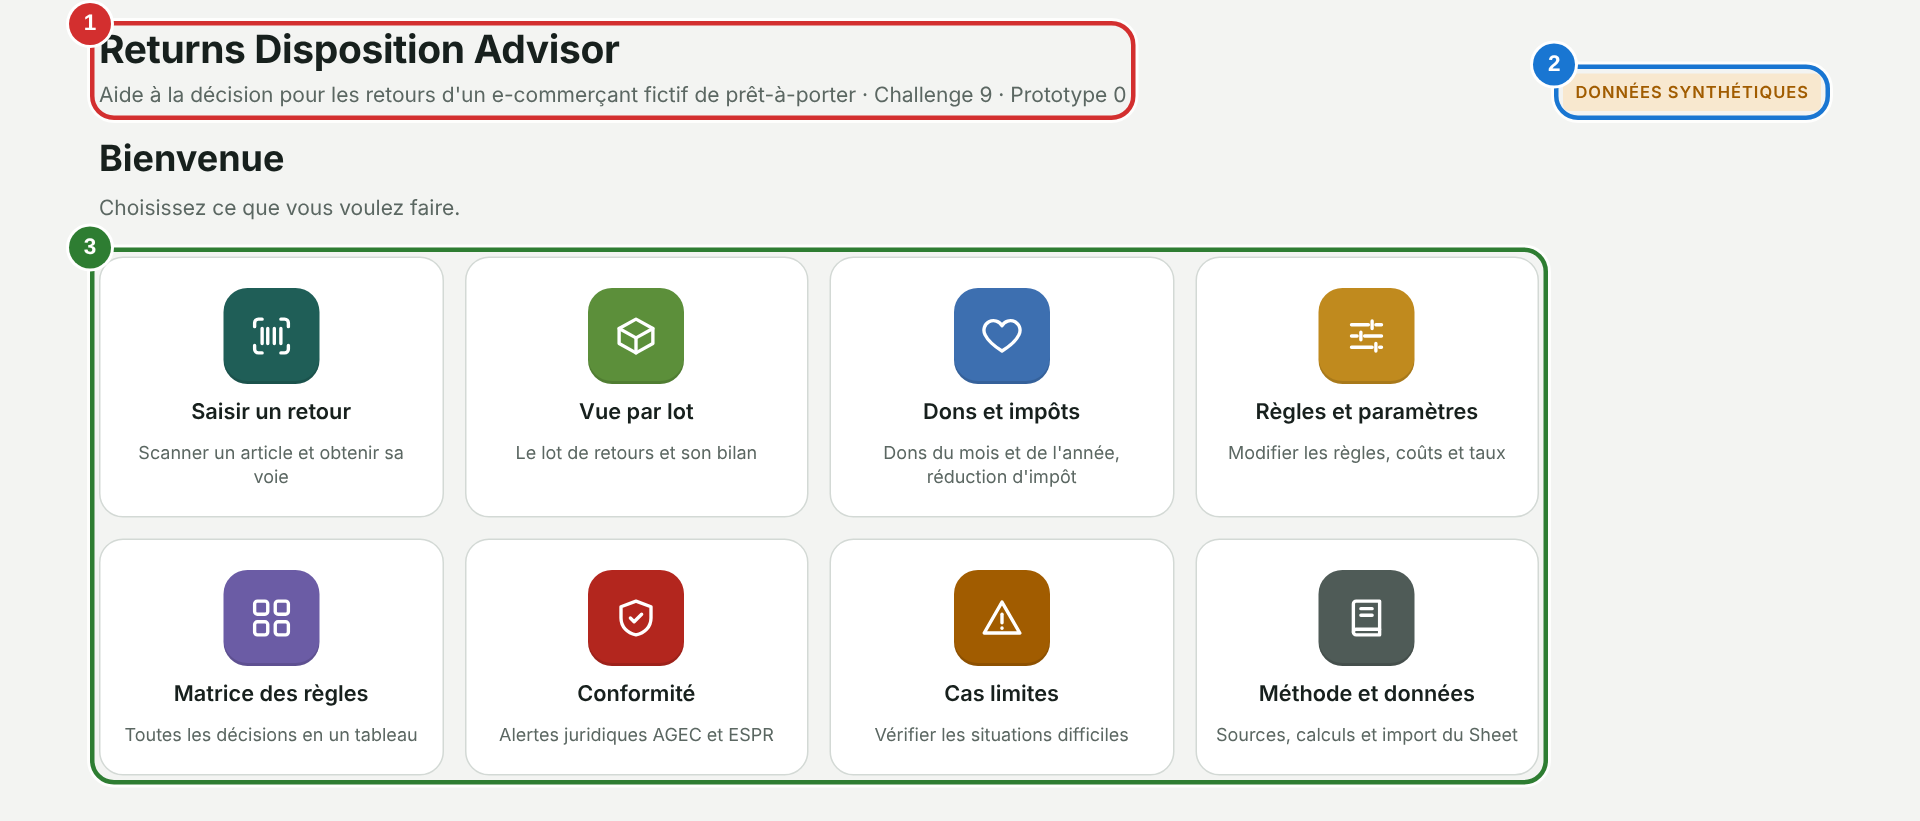 1
Returns Disposition Advisor
Aide à la décision pour les retours d'un e-commerçant fictif de prêt-à-porter · Challenge 9 · Prototype 0
2
DONNÉES SYNTHÉTIQUES
Bienvenue
Choisissez ce que vous voulez faire.
3
Saisir un retour
Scanner un article et obtenir sa
voie
Vue par lot
Le lot de retours et son bilan
Dons et impôts
Dons du mois et de l'année,
réduction d'impôt
Règles et paramètres
Modifier les règles, coûts et taux
Matrice des règles
Toutes les décisions en un tableau
Conformité
Alertes juridiques AGEC et ESPR
Cas limites
Vérifier les situations difficiles
Méthode et données
Sources, calculs et import du Sheet